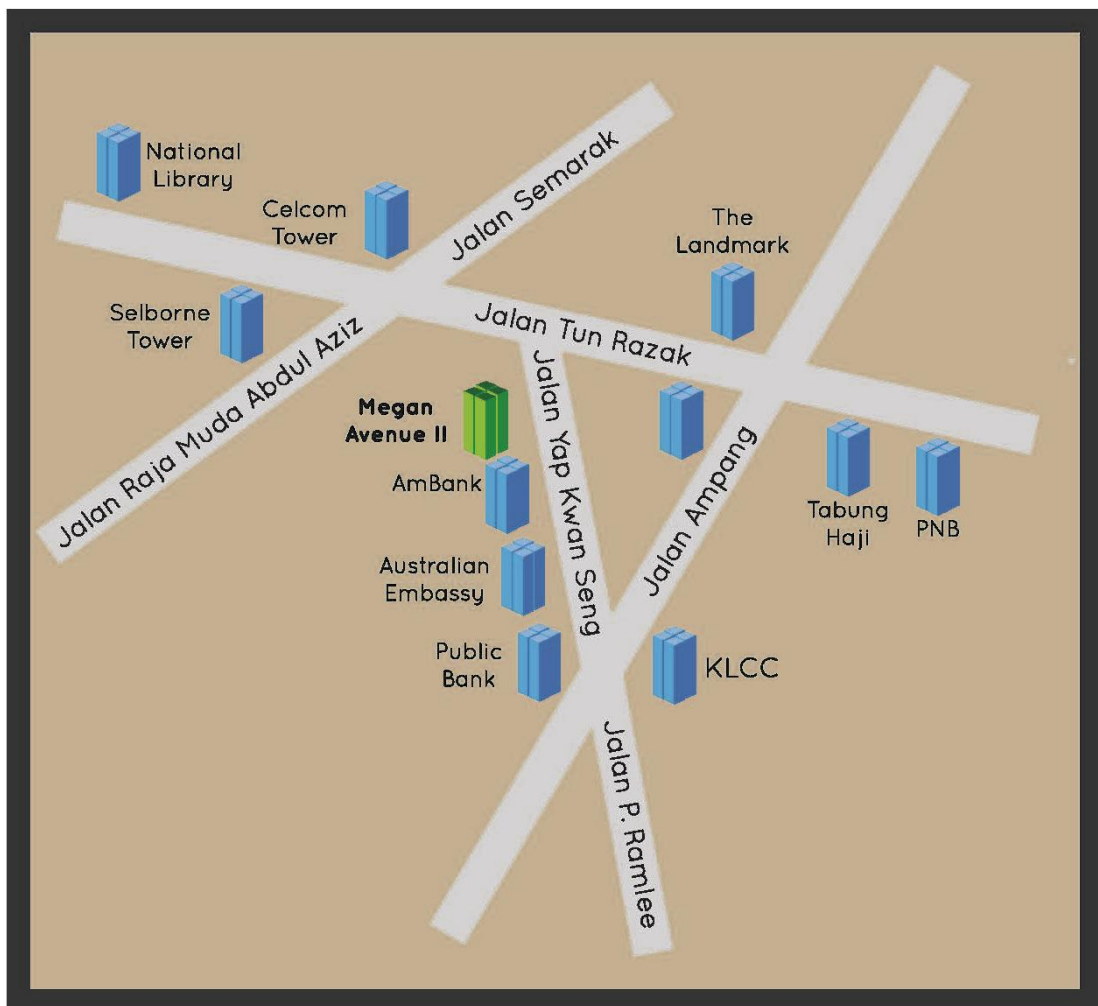 National
Library
Celcom
Tower
Jalan Semarak
The
Landmark
Selborne
Tower
Jalan Tun Razak
Jalan Raja Muda Abdul Aziz
Megan
Avenue II
Jalan Yap Kwan Seng
AmBank
Jalan Ampang
Tabung
Haji
PNB
Australian
Embassy
Public
Bank
KLCC
Jalan P. Ramlee